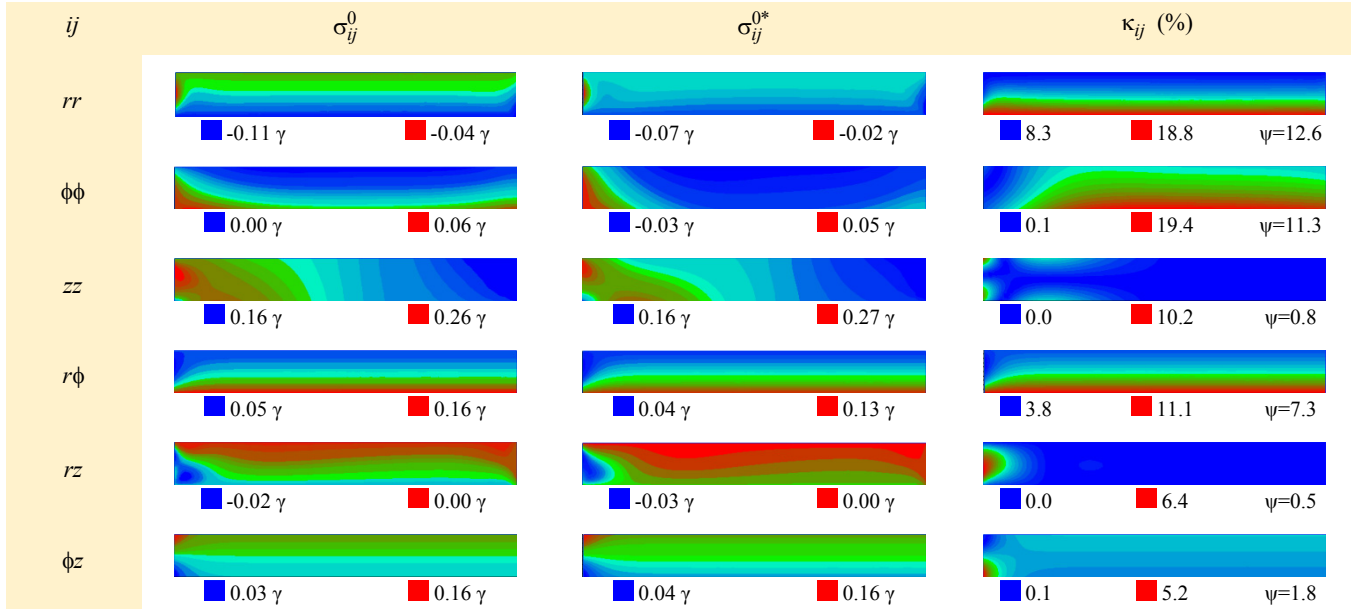 ij σ⁰ᵢⱼ σ⁰*ᵢⱼ κᵢⱼ (%)
rr
-0.11 γ -0.04 γ -0.07 γ -0.02 γ 8.3 18.8 ψ=12.6
ϕϕ
0.00 γ 0.06 γ -0.03 γ 0.05 γ 0.1 19.4 ψ=11.3
zz
0.16 γ 0.26 γ 0.16 γ 0.27 γ 0.0 10.2 ψ=0.8
rϕ
0.05 γ 0.16 γ 0.04 γ 0.13 γ 3.8 11.1 ψ=7.3
rz
-0.02 γ 0.00 γ -0.03 γ 0.00 γ 0.0 6.4 ψ=0.5
ϕz
0.03 γ 0.16 γ 0.04 γ 0.16 γ 0.1 5.2 ψ=1.8